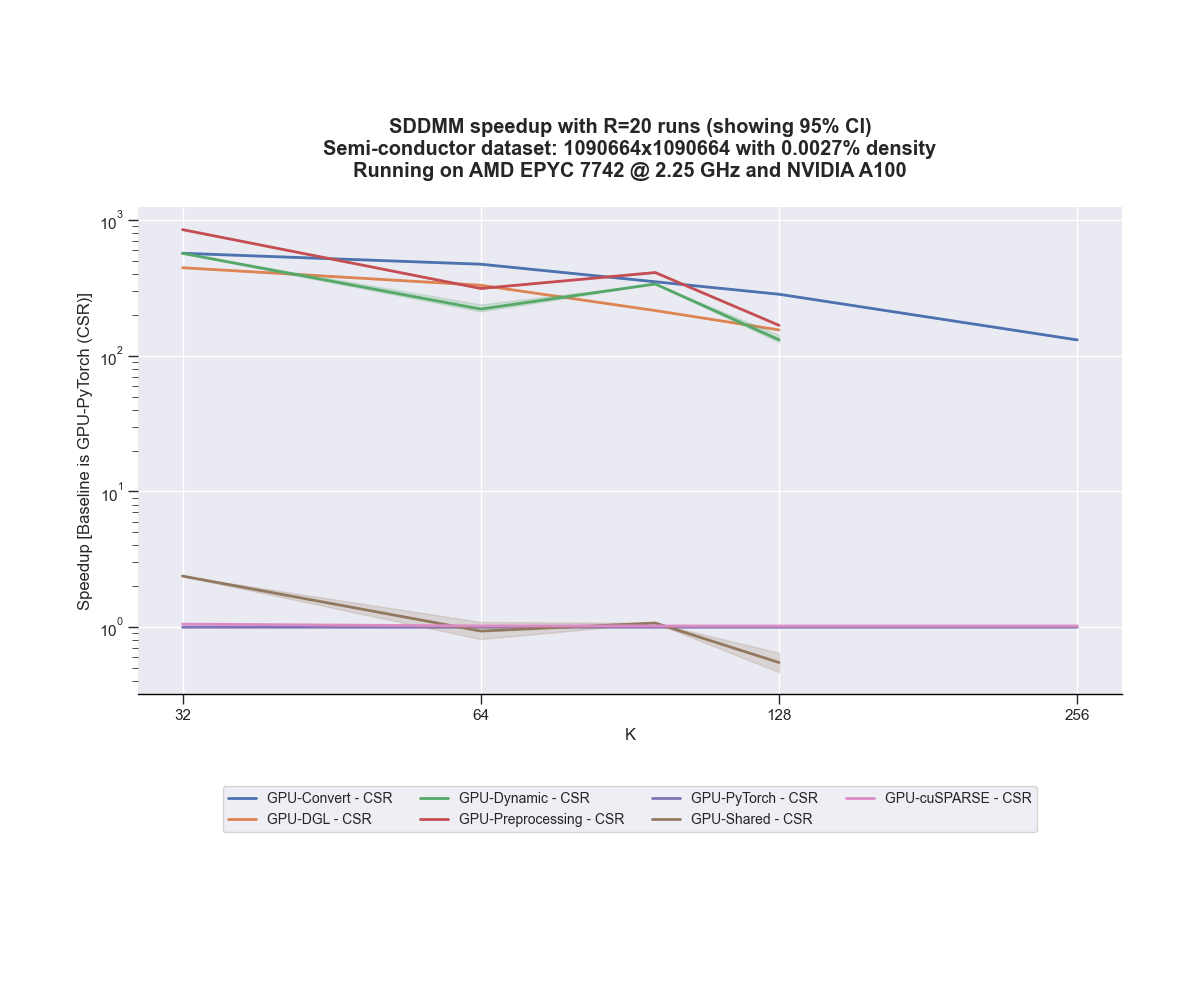 SDDMM speedup with R=20 runs (showing 95% CI)
Semi-conductor dataset: 1090664x1090664 with 0.0027% density
Running on AMD EPYC 7742 @ 2.25 GHz and NVIDIA A100
Speedup [Baseline is GPU-PyTorch (CSR)]
10³
10²
10¹
10⁰
32 64 128 256
K
GPU-Convert - CSR GPU-Dynamic - CSR GPU-PyTorch - CSR GPU-cuSPARSE - CSR
GPU-DGL - CSR GPU-Preprocessing - CSR GPU-Shared - CSR